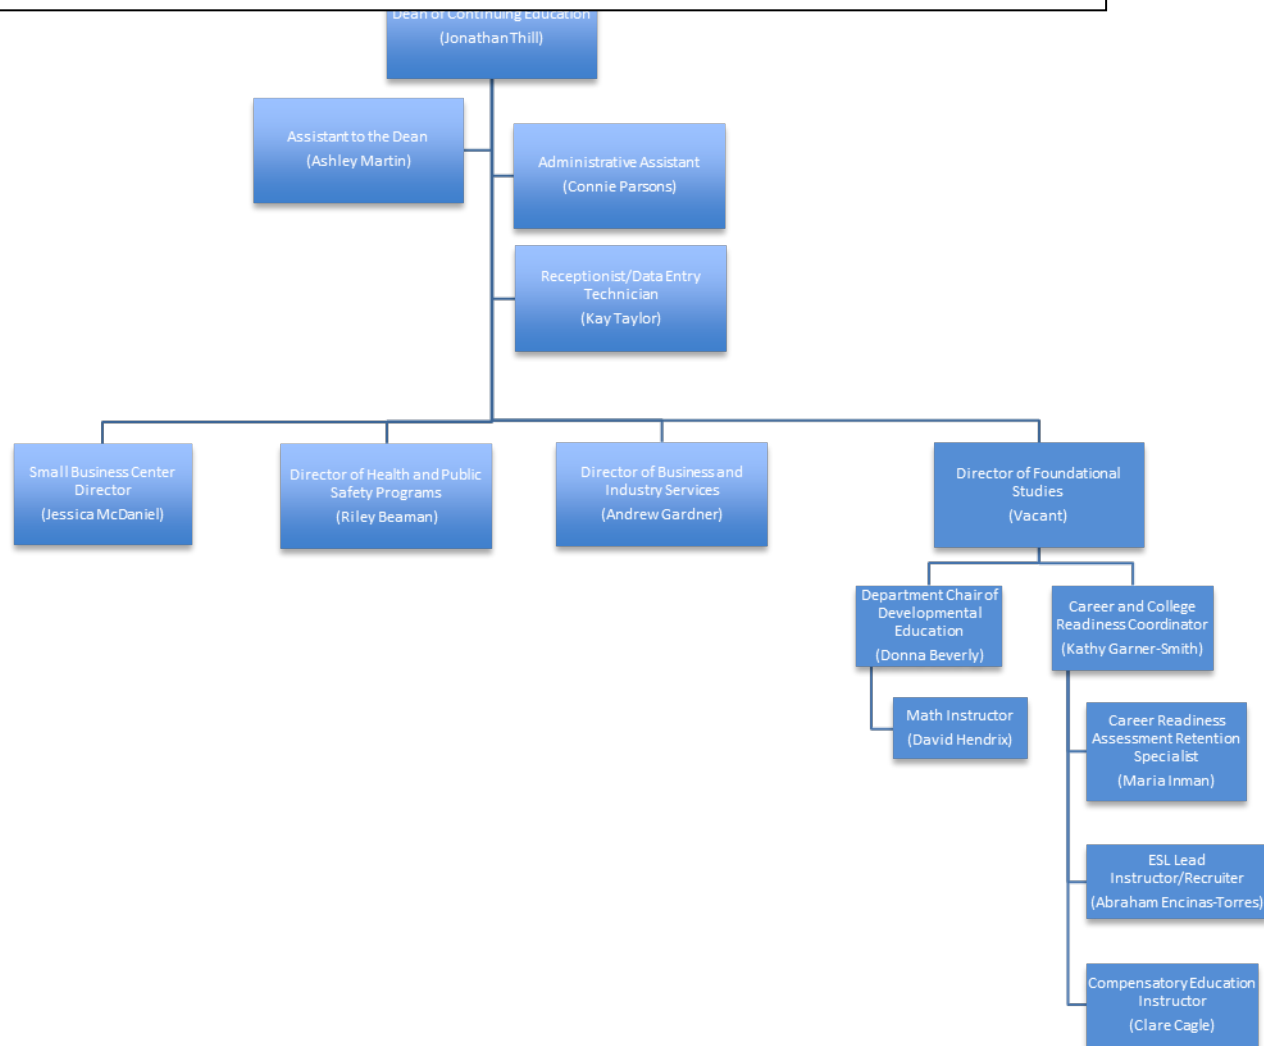 Dean of Continuing Education
(Jonathan Thill)
Assistant to the Dean
(Ashley Martin)
Administrative Assistant
(Connie Parsons)
Receptionist/Data Entry
Technician
(Kay Taylor)
Small Business Center
Director
(Jessica McDaniel)
Director of Health and Public
Safety Programs
(Riley Beaman)
Director of Business and
Industry Services
(Andrew Gardner)
Director of Foundational
Studies
(Vacant)
Department Chair of
Developmental
Education
(Donna Beverly)
Career and College
Readiness Coordinator
(Kathy Garner-Smith)
Math Instructor
(David Hendrix)
Career Readiness
Assessment Retention
Specialist
(Maria Inman)
ESL Lead
Instructor/Recruiter
(Abraham Encinas-Torres)
Compensatory Education
Instructor
(Clare Cagle)